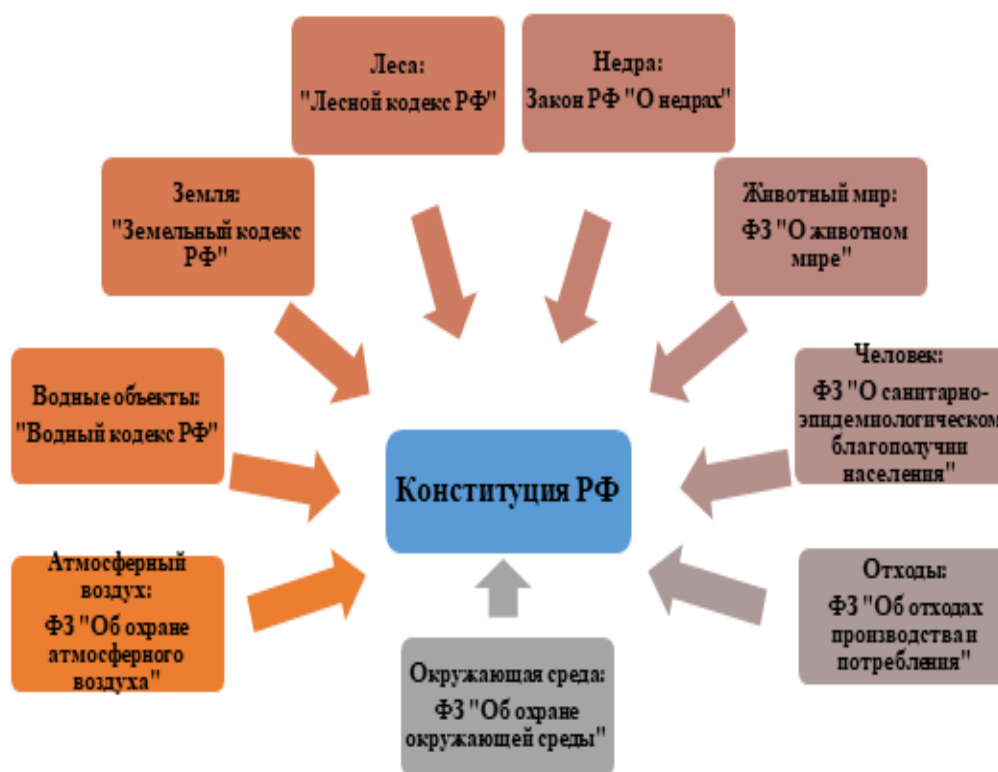 Леса:
"Лесной кодекс РФ"
Недра:
Закон РФ "О недрах"
Земля:
"Земельный кодекс
РФ"
Животный мир:
ФЗ "О животном
мире"
Водные объекты:
"Водный кодекс РФ"
Человек:
ФЗ "О санитарно-
эпидемиологическом
благополучии
населения"
Конституция РФ
Атмосферный
воздух:
ФЗ "Об охране
атмосферного
воздуха"
Отходы:
ФЗ "Об отходах
производства и
потребления"
Окружающая среда:
ФЗ "Об охране
окружающей среды"